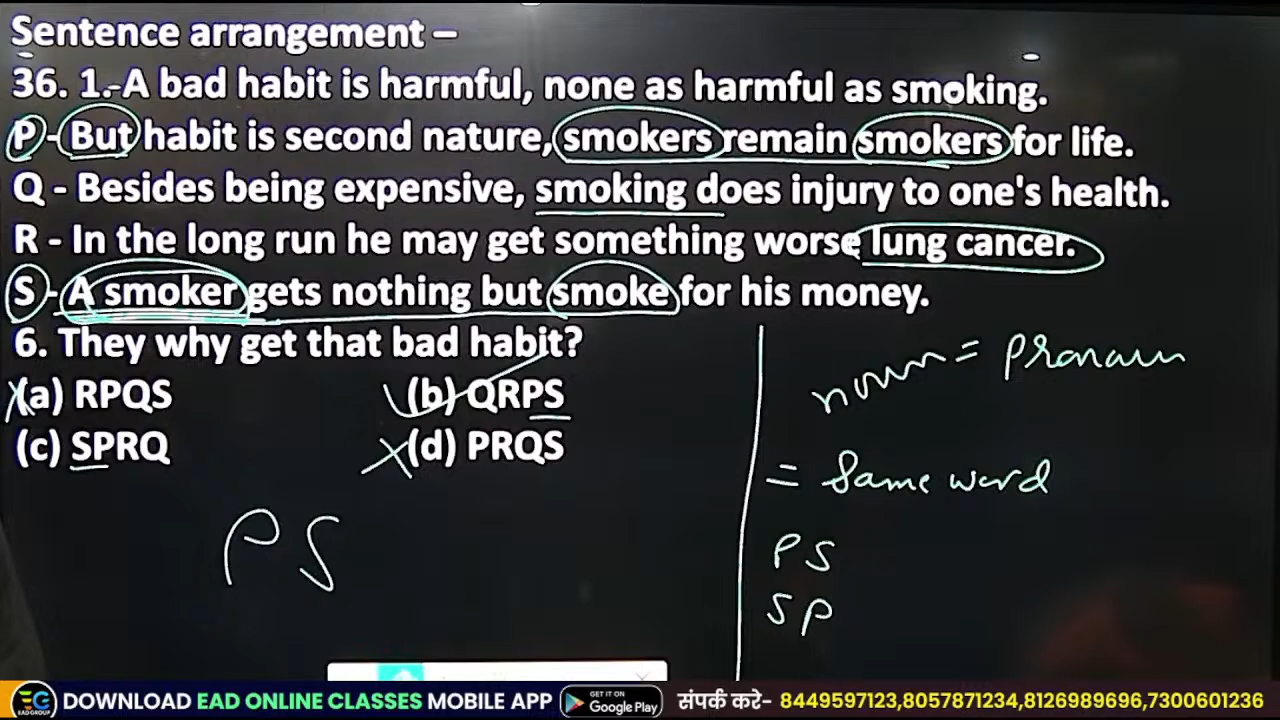 Sentence arrangement –
36. 1.-A bad habit is harmful, none as harmful as smoking.
P - But habit is second nature, smokers remain smokers for life.
Q - Besides being expensive, smoking does injury to one's health.
R - In the long run he may get something worse lung cancer.
S - A smoker gets nothing but smoke for his money.
6. They why get that bad habit?
(a) RPQS (b) QRPS
(c) SPRQ (d) PRQS
noun = Pronoun
= Same word
PS
SP
PS
EG EAD GROUP DOWNLOAD EAD ONLINE CLASSES MOBILE APP GET IT ON Google Play संपर्क करे- 8449597123,8057871234,8126989696,7300601236